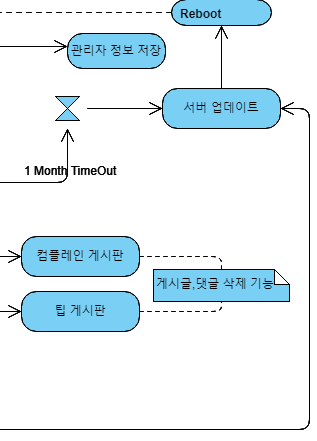 Reboot
관리자 정보 저장
서버 업데이트
1 Month TimeOut
컴플레인 게시판
게시글,댓글 삭제 기능
팁 게시판